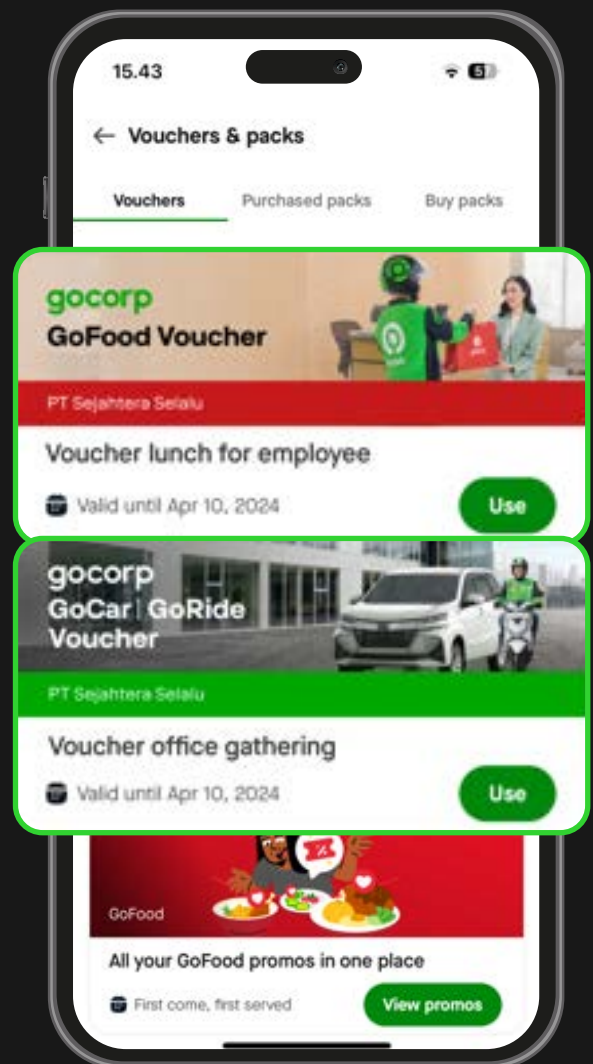 15.43
Vouchers & packs
Vouchers
Purchased packs
Buy packs
gocorp
GoFood Voucher
PT Sejahtera Selalu
Voucher lunch for employee
Valid until Apr 10, 2024
Use
gocorp
GoCar | GoRide
Voucher
PT Sejahtera Selalu
Voucher office gathering
Valid until Apr 10, 2024
Use
GoFood
All your GoFood promos in one place
First come, first served
View promos